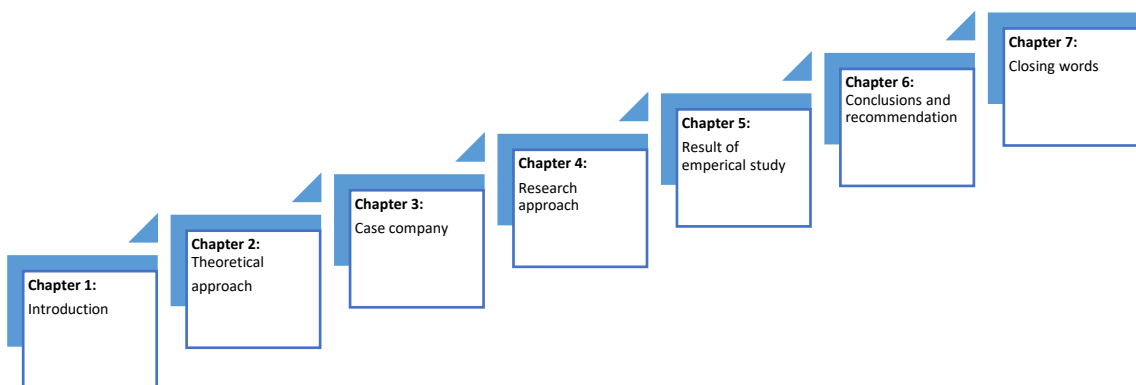 Chapter 1:
Introduction
Chapter 2:
Theoretical
approach
Chapter 3:
Case company
Chapter 4:
Research
approach
Chapter 5:
Result of
emperical study
Chapter 6:
Conclusions and
recommendation
Chapter 7:
Closing words